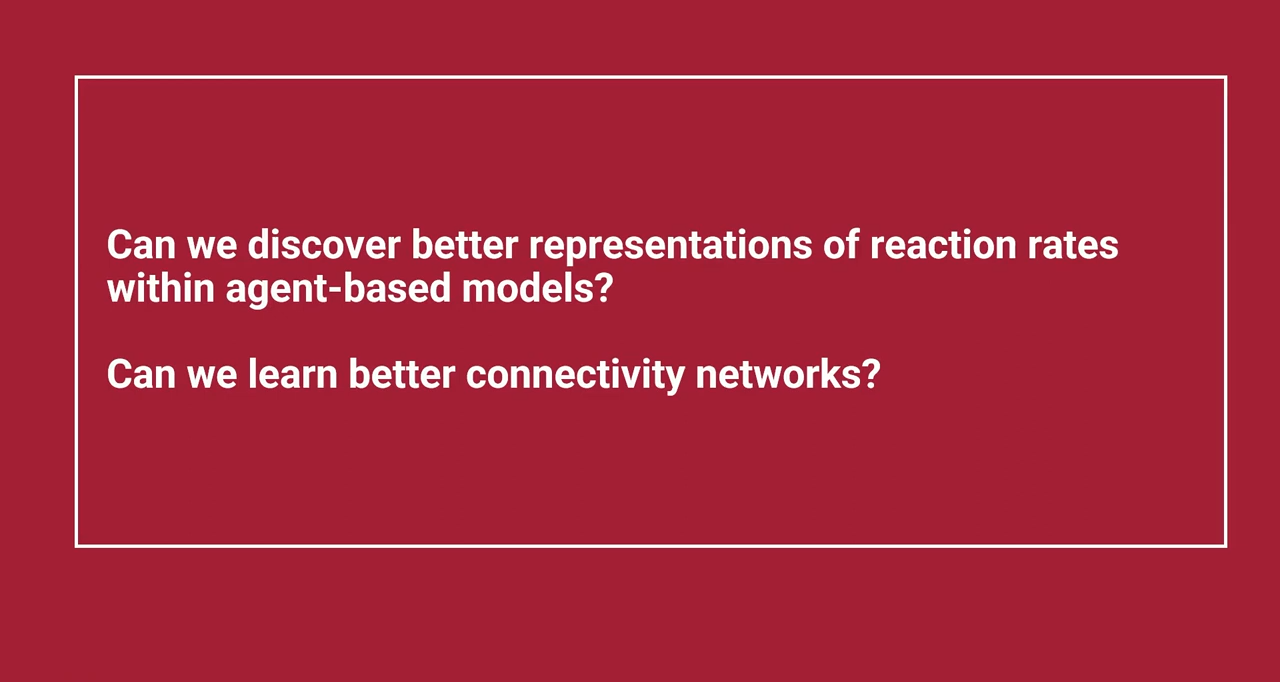 Can we discover better representations of reaction rates
within agent-based models?
Can we learn better connectivity networks?